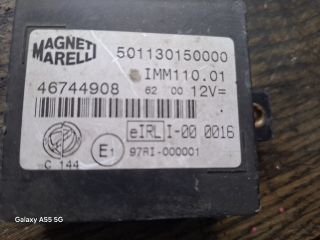 MAGNETI MARELLI 501130150000
IMM110.01
46744908 62 00 12V=
eIRL I-00 0016
E1 97RI-000001
C 144
Galaxy A55 5G